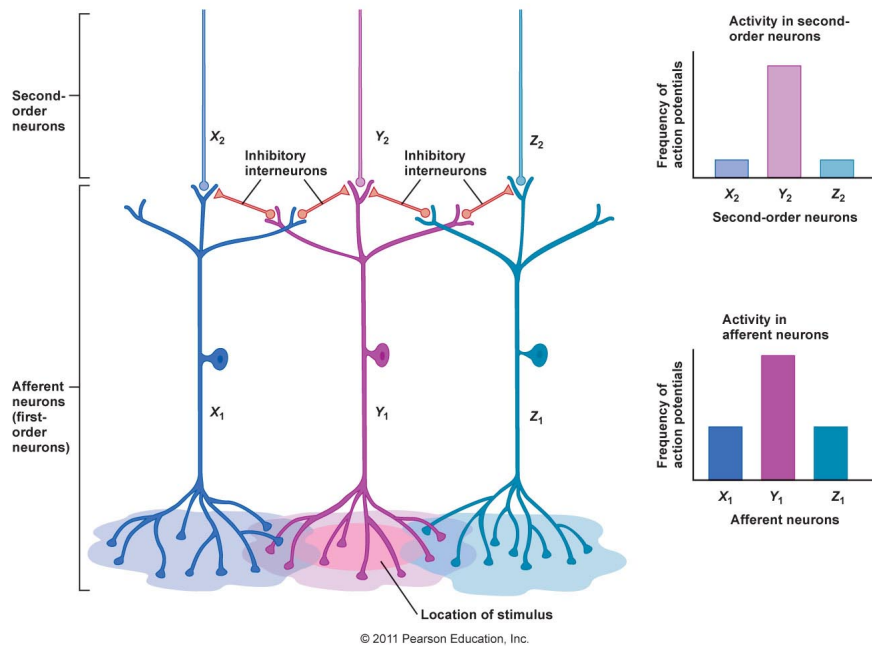 Second-
order
neurons
X2
Y2
Z2
Inhibitory
interneurons
Inhibitory
interneurons
Afferent
neurons
(first-
order
neurons)
X1
Y1
Z1
Location of stimulus
Activity in second-
order neurons
Frequency of
action potentials
X2
Y2
Z2
Second-order neurons
Activity in
afferent neurons
Frequency of
action potentials
X1
Y1
Z1
Afferent neurons
© 2011 Pearson Education, Inc.